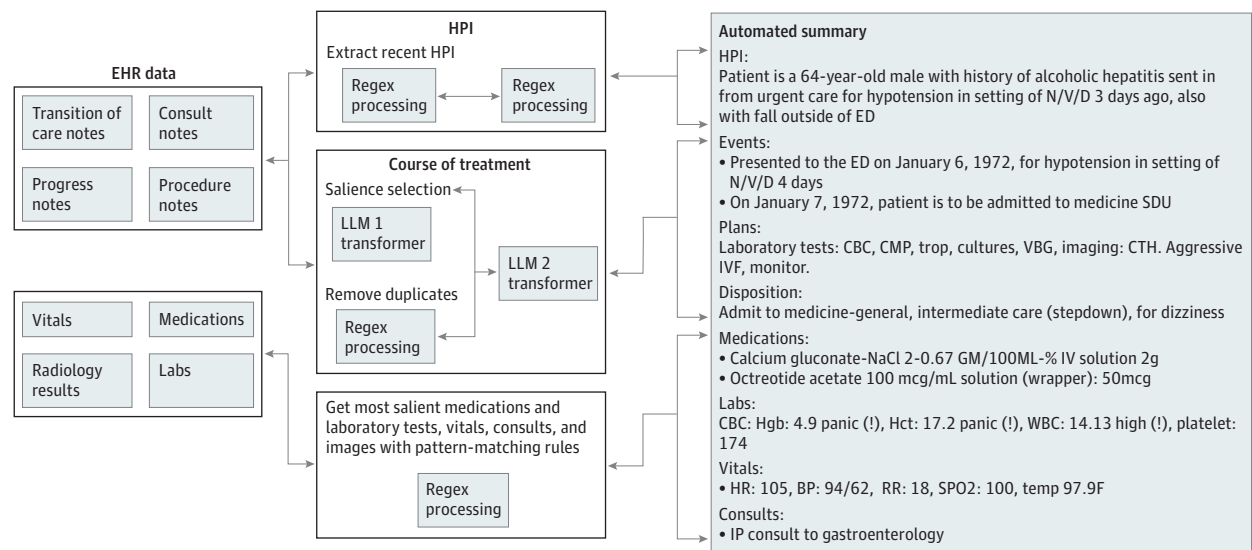 EHR data
Transition of
care notes
Consult
notes
Progress
notes
Procedure
notes
Vitals
Medications
Radiology
results
Labs
HPI
Extract recent HPI
Regex
processing
Regex
processing
Course of treatment
Salience selection
LLM 1
transformer
LLM 2
transformer
Remove duplicates
Regex
processing
Get most salient medications and
laboratory tests, vitals, consults, and
images with pattern-matching rules
Regex
processing
Automated summary
HPI:
Patient is a 64-year-old male with history of alcoholic hepatitis sent in
from urgent care for hypotension in setting of N/V/D 3 days ago, also
with fall outside of ED
Events:
• Presented to the ED on January 6, 1972, for hypotension in setting of
N/V/D 4 days
• On January 7, 1972, patient is to be admitted to medicine SDU
Plans:
Laboratory tests: CBC, CMP, trop, cultures, VBG, imaging: CTH. Aggressive
IVF, monitor.
Disposition:
Admit to medicine-general, intermediate care (stepdown), for dizziness
Medications:
• Calcium gluconate-NaCl 2-0.67 GM/100ML-% IV solution 2g
• Octreotide acetate 100 mcg/mL solution (wrapper): 50mcg
Labs:
CBC: Hgb: 4.9 panic (!), Hct: 17.2 panic (!), WBC: 14.13 high (!), platelet:
174
Vitals:
• HR: 105, BP: 94/62, RR: 18, SPO2: 100, temp 97.9F
Consults:
• IP consult to gastroenterology